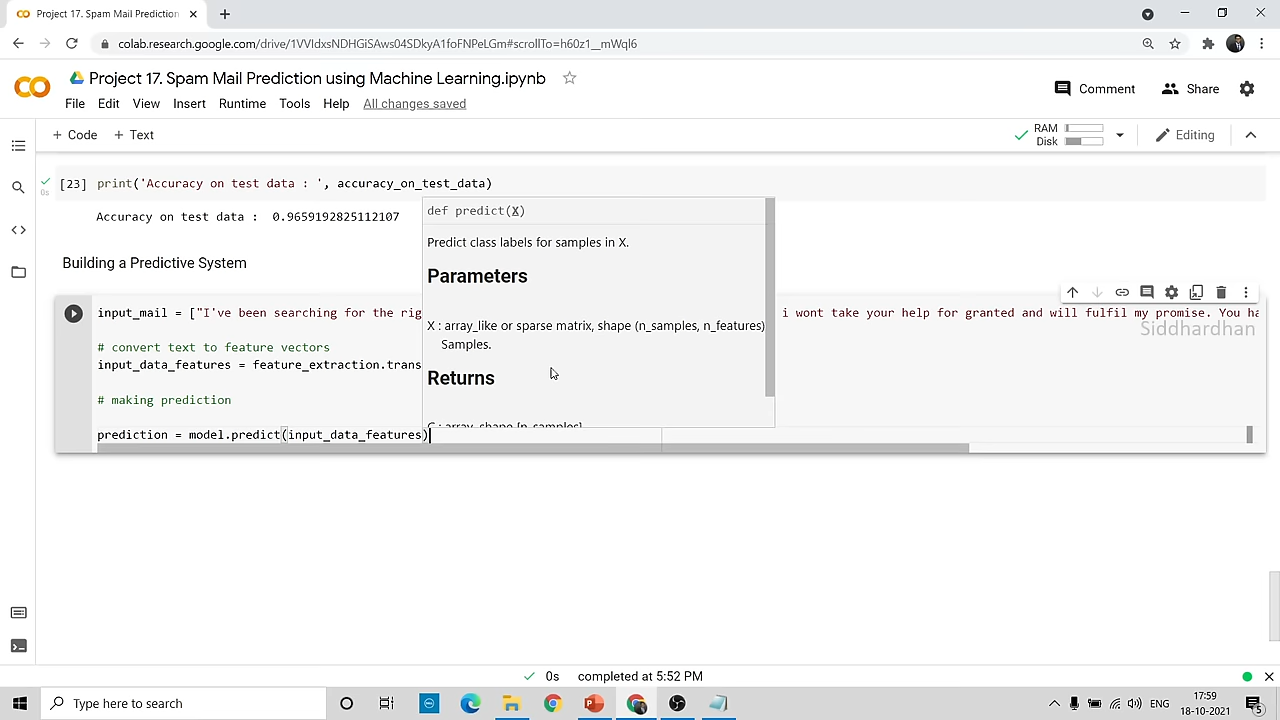 Project 17. Spam Mail Prediction
colab.research.google.com/drive/1VVIdxsNDHGiSAws04SDkyA1foFNPeLGm#scrollTo=h60z1__mWqI6
Project 17. Spam Mail Prediction using Machine Learning.ipynb
Comment Share
File Edit View Insert Runtime Tools Help All changes saved
+ Code + Text
RAM
Disk
Editing
[23] print('Accuracy on test data : ', accuracy_on_test_data)
0s
Accuracy on test data :  0.9659192825112107
def predict(X)
Predict class labels for samples in X.
Building a Predictive System
Parameters
input_mail = ["I've been searching for the rig
i wont take your help for granted and will fulfil my promise. You ha
X : array_like or sparse matrix, shape (n_samples, n_features)
Siddhardhan
Samples.
# convert text to feature vectors
input_data_features = feature_extraction.trans
Returns
# making prediction
C : array, shape [n_samples]
prediction = model.predict(input_data_features)
0s completed at 5:52 PM
Type here to search
ENG
17:59
18-10-2021
5